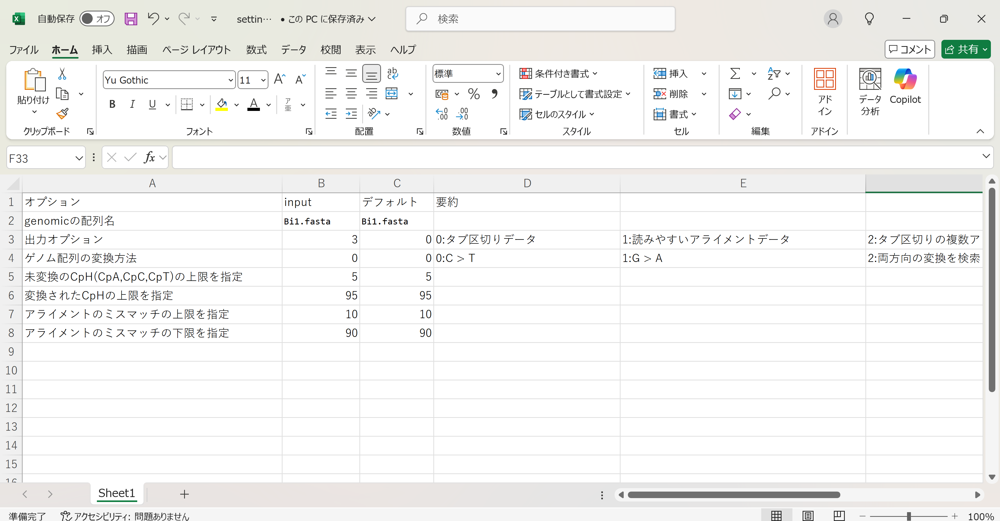 自動保存 オフ settin… • この PC に保存済み 検索
ファイル ホーム 挿入 描画 ページ レイアウト 数式 データ 校閲 表示 ヘルプ コメント 共有
貼り付け
クリップボード
Yu Gothic 11
B I U A ア亜
フォント
ab c
配置
標準
% 9
.00 .0
数値
条件付き書式
テーブルとして書式設定
セルのスタイル
スタイル
挿入
削除
書式
セル
編集
アド
イン
アドイン
データ
分析
Copilot
F33 fx
A B C D E
1 オプション input デフォルト 要約
2 genomicの配列名 Bi1.fasta Bi1.fasta
3 出力オプション 3 0 0:タブ区切りデータ 1:読みやすいアライメントデータ 2:タブ区切りの複数ア
4 ゲノム配列の変換方法 0 0 0:C > T 1:G > A 2:両方向の変換を検索
5 未変換のCpH(CpA,CpC,CpT)の上限を指定 5 5
6 変換されたCpHの上限を指定 95 95
7 アライメントのミスマッチの上限を指定 10 10
8 アライメントのミスマッチの下限を指定 90 90
9
10
11
12
13
14
15
16
Sheet1
準備完了 アクセシビリティ: 問題ありません 100%